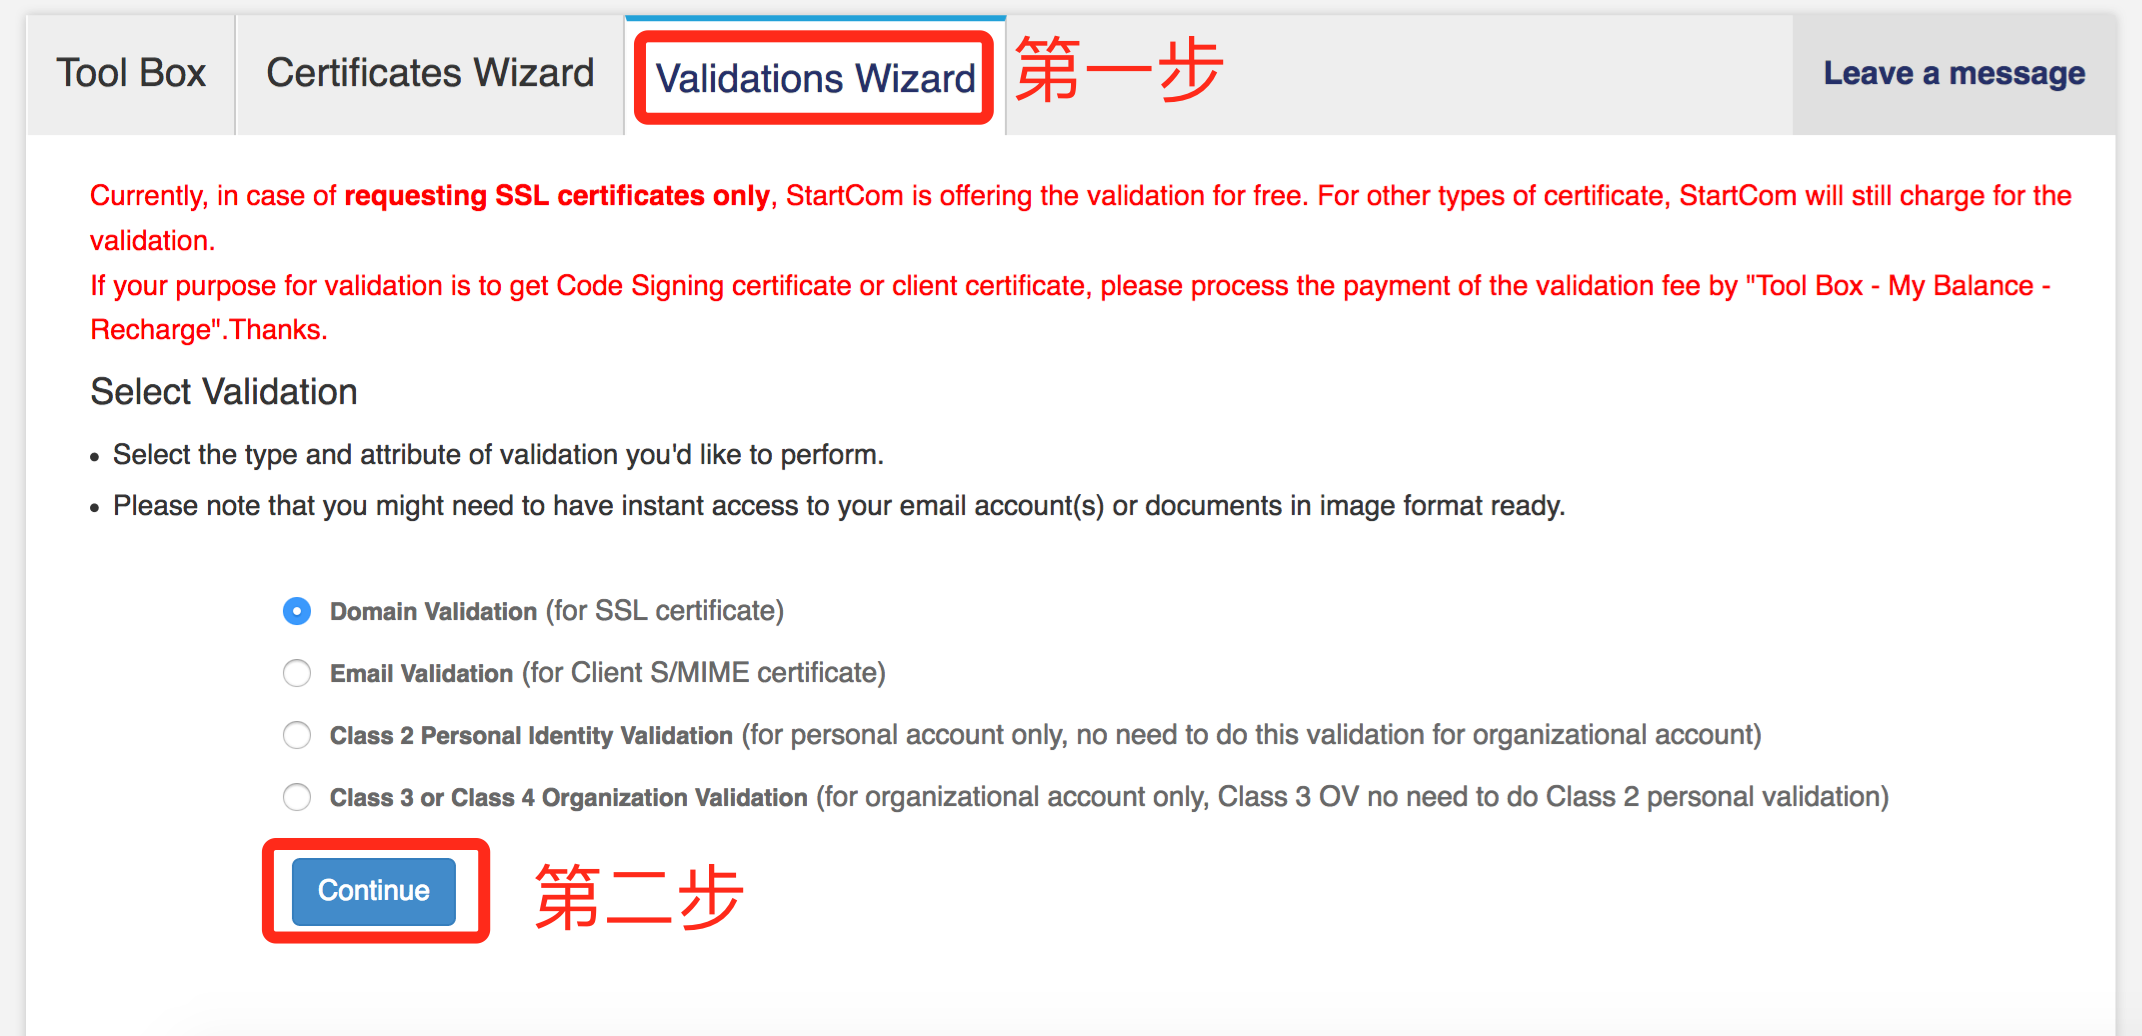 Tool Box
Certificates Wizard
Validations Wizard
第一步
Leave a message
Currently, in case of requesting SSL certificates only, StartCom is offering the validation for free. For other types of certificate, StartCom will still charge for the
validation.
If your purpose for validation is to get Code Signing certificate or client certificate, please process the payment of the validation fee by "Tool Box - My Balance -
Recharge".Thanks.
Select Validation
• Select the type and attribute of validation you'd like to perform.
• Please note that you might need to have instant access to your email account(s) or documents in image format ready.
Domain Validation (for SSL certificate)
Email Validation (for Client S/MIME certificate)
Class 2 Personal Identity Validation (for personal account only, no need to do this validation for organizational account)
Class 3 or Class 4 Organization Validation (for organizational account only, Class 3 OV no need to do Class 2 personal validation)
Continue
第二步